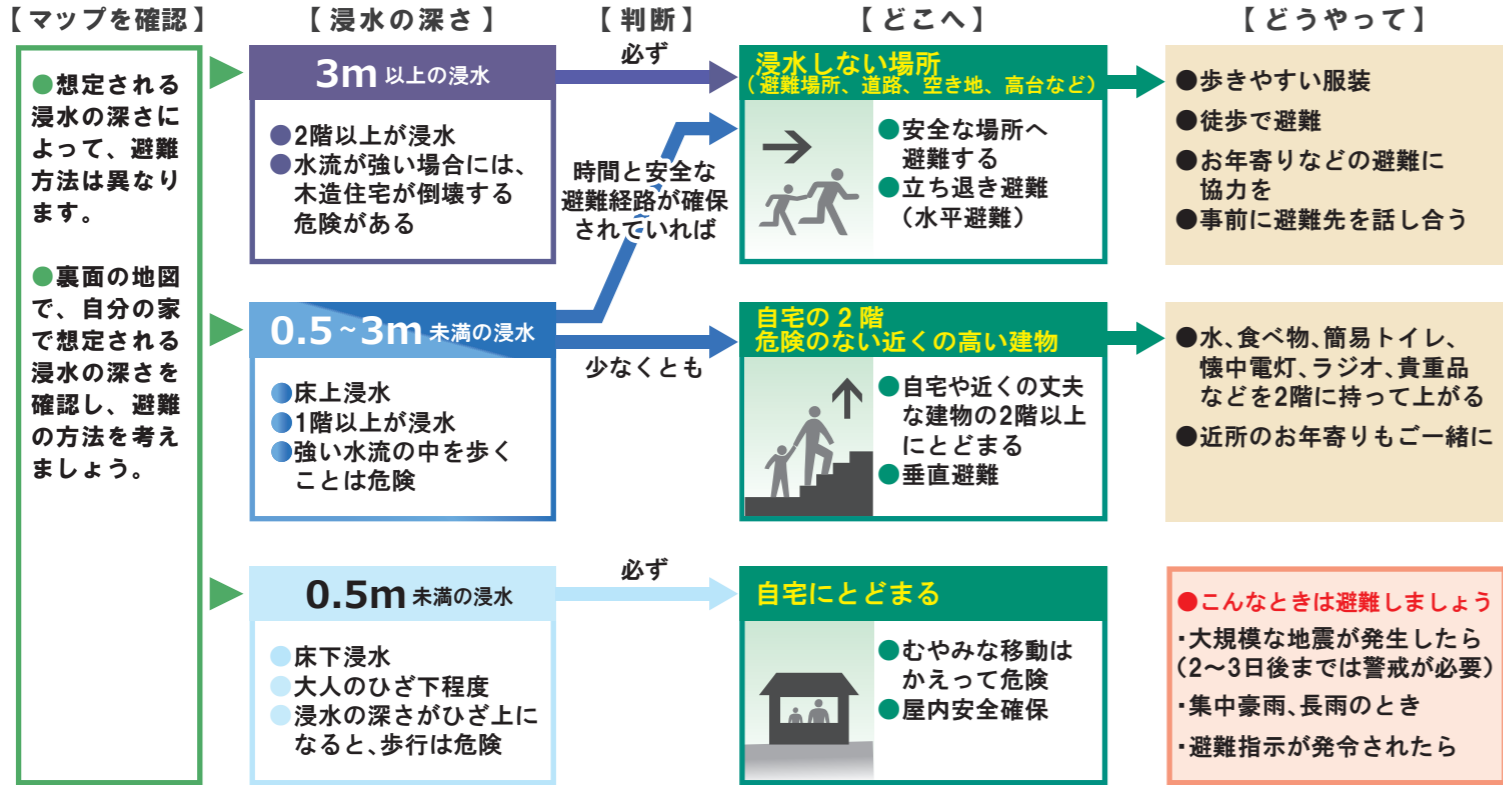 【マップを確認】
【浸水の深さ】
【判断】
【どこへ】
【どうやって】
●想定される
浸水の深さに
よって、避難
方法は異なり
ます。
●裏面の地図
で、自分の家
で想定される
浸水の深さを
確認し、避難
の方法を考え
ましょう。
3m 以上の浸水
●2階以上が浸水
●水流が強い場合には、
木造住宅が倒壊する
危険がある
必ず
時間と安全な
避難経路が確保
されていれば
浸水しない場所
(避難場所、道路、空き地、高台など)
●安全な場所へ
避難する
●立ち退き避難
(水平避難)
●歩きやすい服装
●徒歩で避難
●お年寄りなどの避難に
協力を
●事前に避難先を話し合う
0.5~3m 未満の浸水
●床上浸水
●1階以上が浸水
●強い水流の中を歩く
ことは危険
少なくとも
自宅の2階
危険のない近くの高い建物
●自宅や近くの丈夫
な建物の2階以上
にとどまる
●垂直避難
●水、食べ物、簡易トイレ、
懐中電灯、ラジオ、貴重品
などを2階に持って上がる
●近所のお年寄りもご一緒に
0.5m 未満の浸水
●床下浸水
●大人のひざ下程度
●浸水の深さがひざ上に
なると、歩行は危険
必ず
自宅にとどまる
●むやみな移動は
かえって危険
●屋内安全確保
●こんなときは避難しましょう
・大規模な地震が発生したら
(2〜3日後までは警戒が必要)
・集中豪雨、長雨のとき
・避難指示が発令されたら